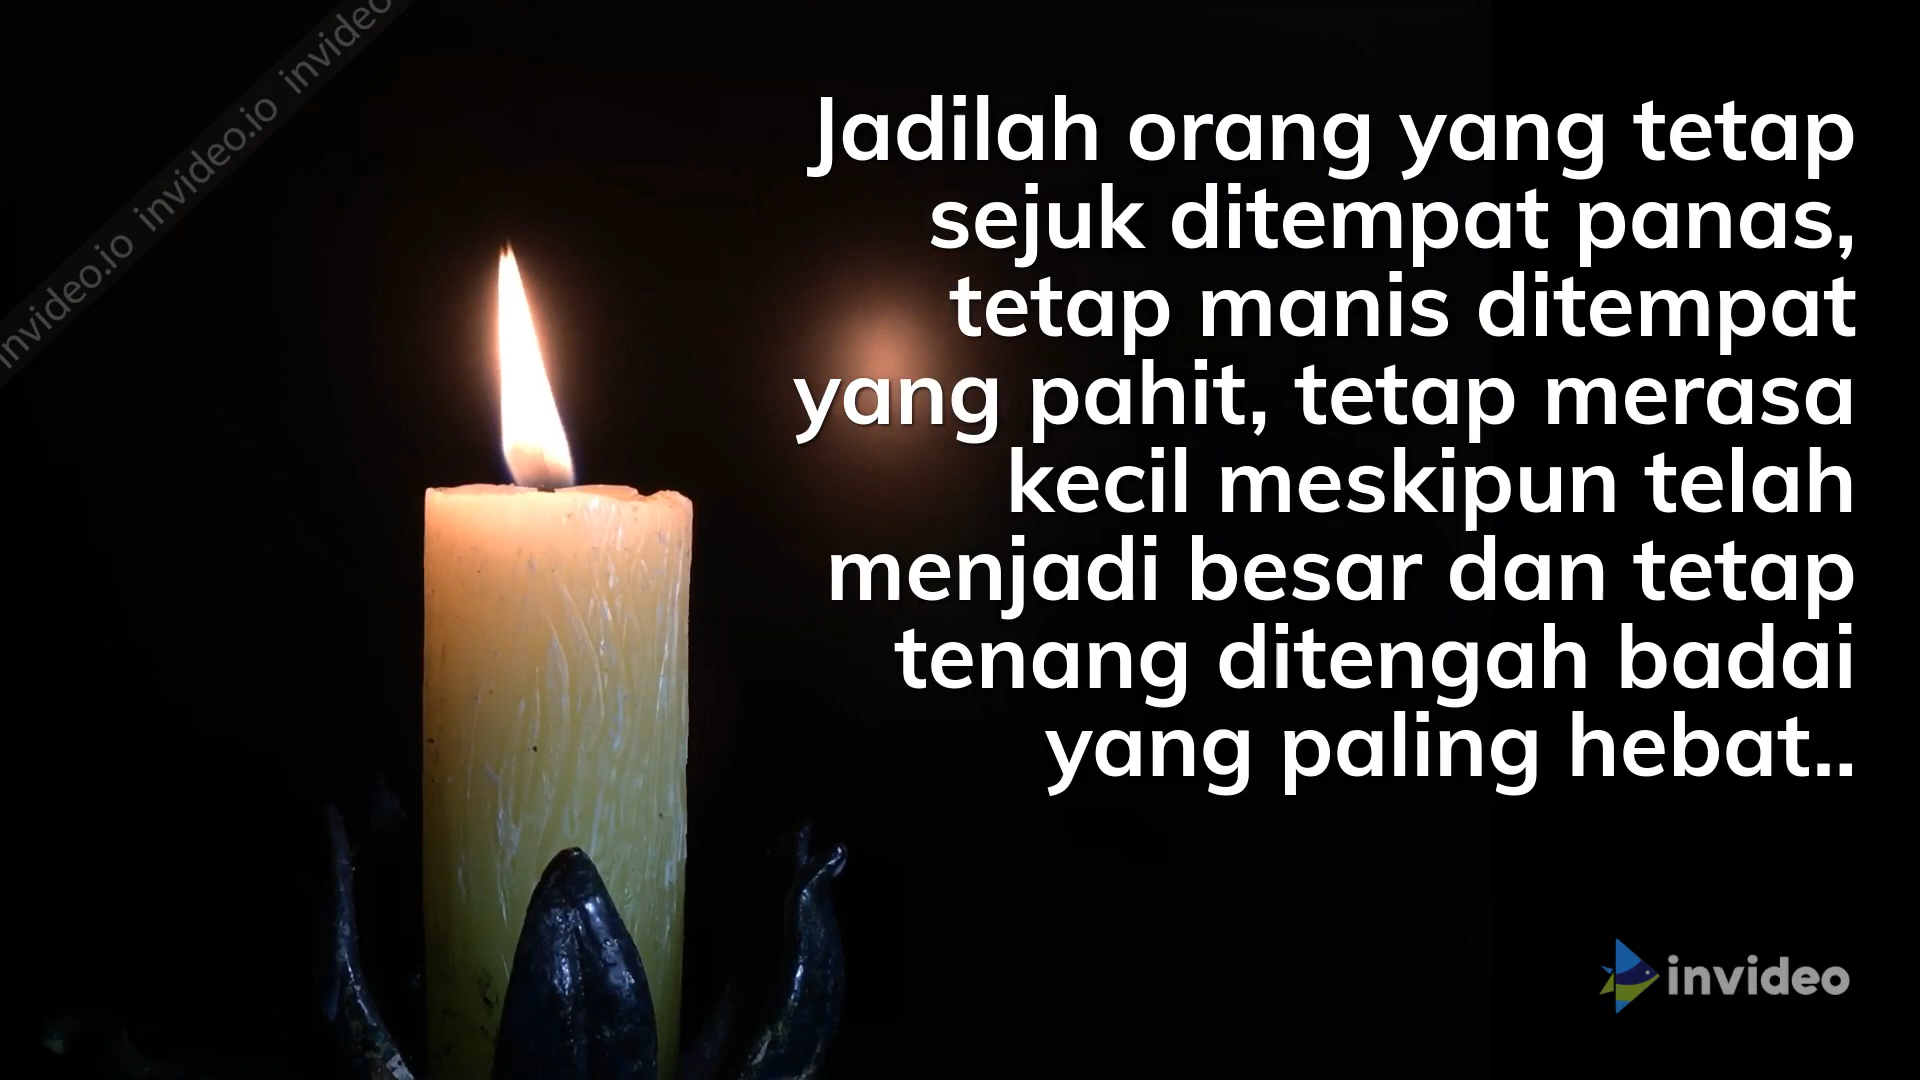 invideo.io invideo.io invideo
Jadilah orang yang tetap
sejuk ditempat panas,
tetap manis ditempat
yang pahit, tetap merasa
kecil meskipun telah
menjadi besar dan tetap
tenang ditengah badai
yang paling hebat..
invideo